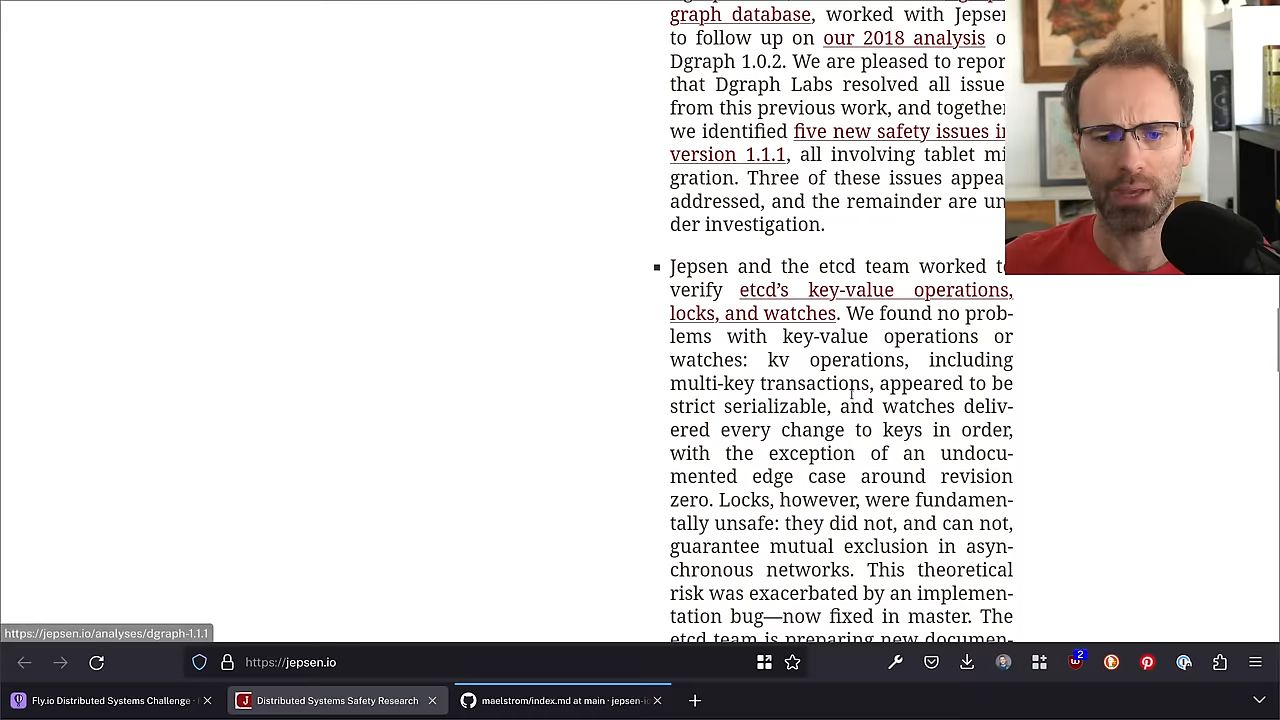 graph database, worked with Jepsen
to follow up on our 2018 analysis o
Dgraph 1.0.2. We are pleased to repor
that Dgraph Labs resolved all issue
from this previous work, and together
we identified five new safety issues in
version 1.1.1, all involving tablet mi
gration. Three of these issues appea
addressed, and the remainder are un
der investigation.
Jepsen and the etcd team worked to
verify etcd’s key-value operations,
locks, and watches. We found no prob-
lems with key-value operations or
watches: kv operations, including
multi-key transactions, appeared to be
strict serializable, and watches deliv-
ered every change to keys in order,
with the exception of an undocu-
mented edge case around revision
zero. Locks, however, were fundamen-
tally unsafe: they did not, and can not,
guarantee mutual exclusion in asyn-
chronous networks. This theoretical
risk was exacerbated by an implemen-
tation bug—now fixed in master. The
etcd team is preparing new documen-
https://jepsen.io/analyses/dgraph-1.1.1
https://jepsen.io
2
Fly.io Distributed Systems Challenge
Distributed Systems Safety Research
maelstrom/index.md at main · jepsen-io